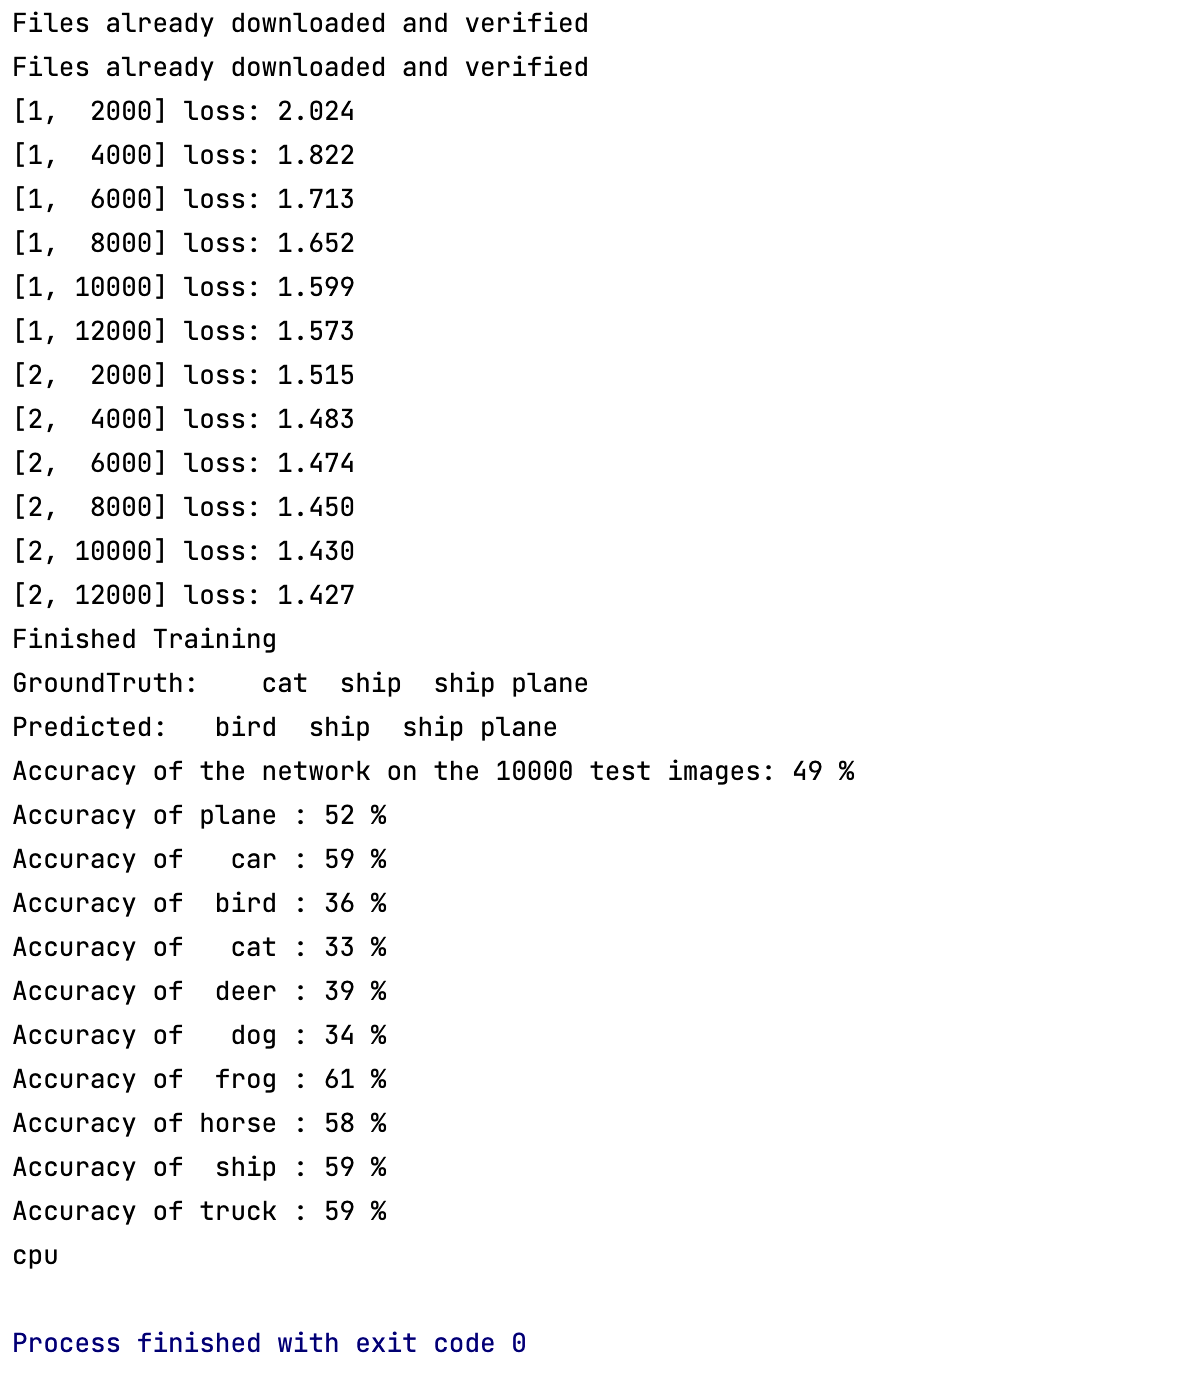 Files already downloaded and verified
Files already downloaded and verified
[1,  2000] loss: 2.024
[1,  4000] loss: 1.822
[1,  6000] loss: 1.713
[1,  8000] loss: 1.652
[1, 10000] loss: 1.599
[1, 12000] loss: 1.573
[2,  2000] loss: 1.515
[2,  4000] loss: 1.483
[2,  6000] loss: 1.474
[2,  8000] loss: 1.450
[2, 10000] loss: 1.430
[2, 12000] loss: 1.427
Finished Training
GroundTruth:    cat  ship  ship plane
Predicted:   bird  ship  ship plane
Accuracy of the network on the 10000 test images: 49 %
Accuracy of plane : 52 %
Accuracy of   car : 59 %
Accuracy of  bird : 36 %
Accuracy of   cat : 33 %
Accuracy of  deer : 39 %
Accuracy of   dog : 34 %
Accuracy of  frog : 61 %
Accuracy of horse : 58 %
Accuracy of  ship : 59 %
Accuracy of truck : 59 %
cpu
Process finished with exit code 0